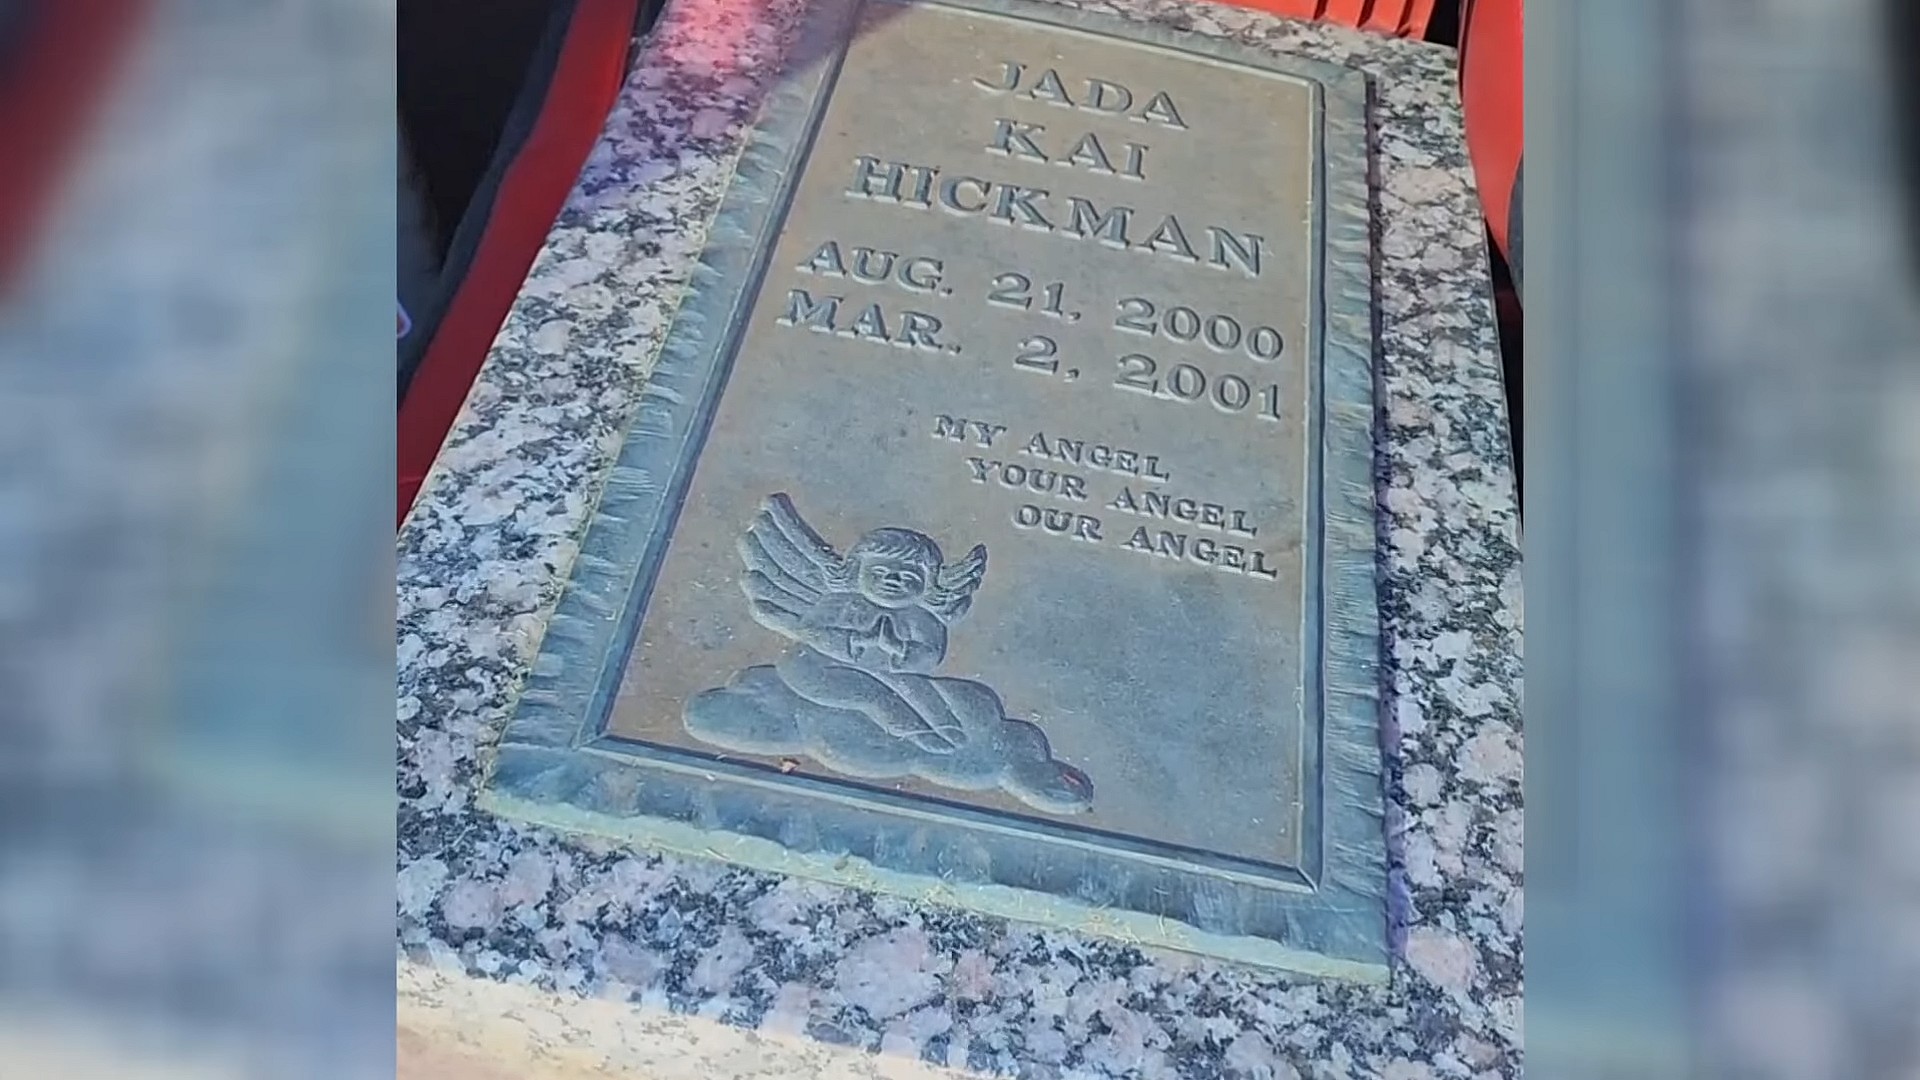 JADA
KAI
HICKMAN
AUG. 21, 2000
MAR. 2, 2001
MY ANGEL
YOUR ANGEL
OUR ANGEL